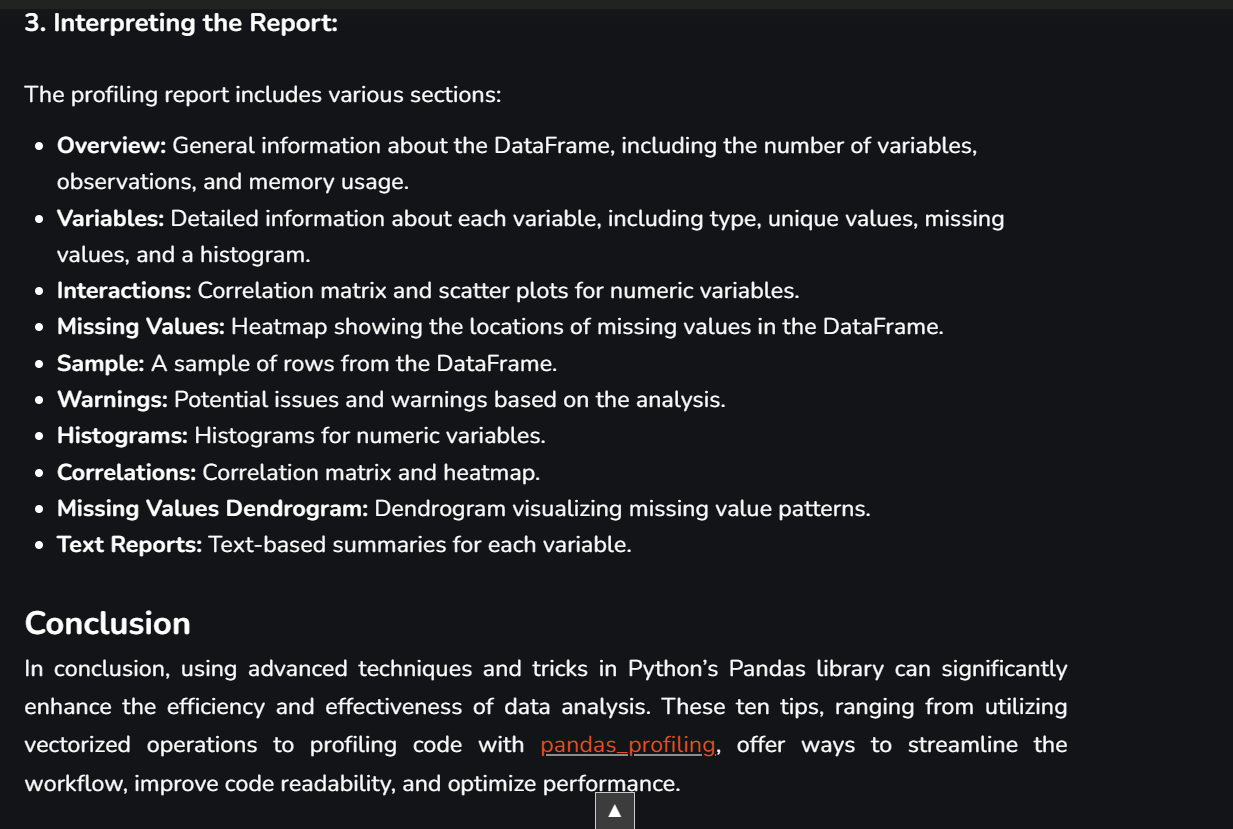 3. Interpreting the Report:
The profiling report includes various sections:
• Overview: General information about the DataFrame, including the number of variables,
observations, and memory usage.
• Variables: Detailed information about each variable, including type, unique values, missing
values, and a histogram.
• Interactions: Correlation matrix and scatter plots for numeric variables.
• Missing Values: Heatmap showing the locations of missing values in the DataFrame.
• Sample: A sample of rows from the DataFrame.
• Warnings: Potential issues and warnings based on the analysis.
• Histograms: Histograms for numeric variables.
• Correlations: Correlation matrix and heatmap.
• Missing Values Dendrogram: Dendrogram visualizing missing value patterns.
• Text Reports: Text-based summaries for each variable.
Conclusion
In conclusion, using advanced techniques and tricks in Python’s Pandas library can significantly
enhance the efficiency and effectiveness of data analysis. These ten tips, ranging from utilizing
vectorized operations to profiling code with pandas_profiling, offer ways to streamline the
workflow, improve code readability, and optimize performance.